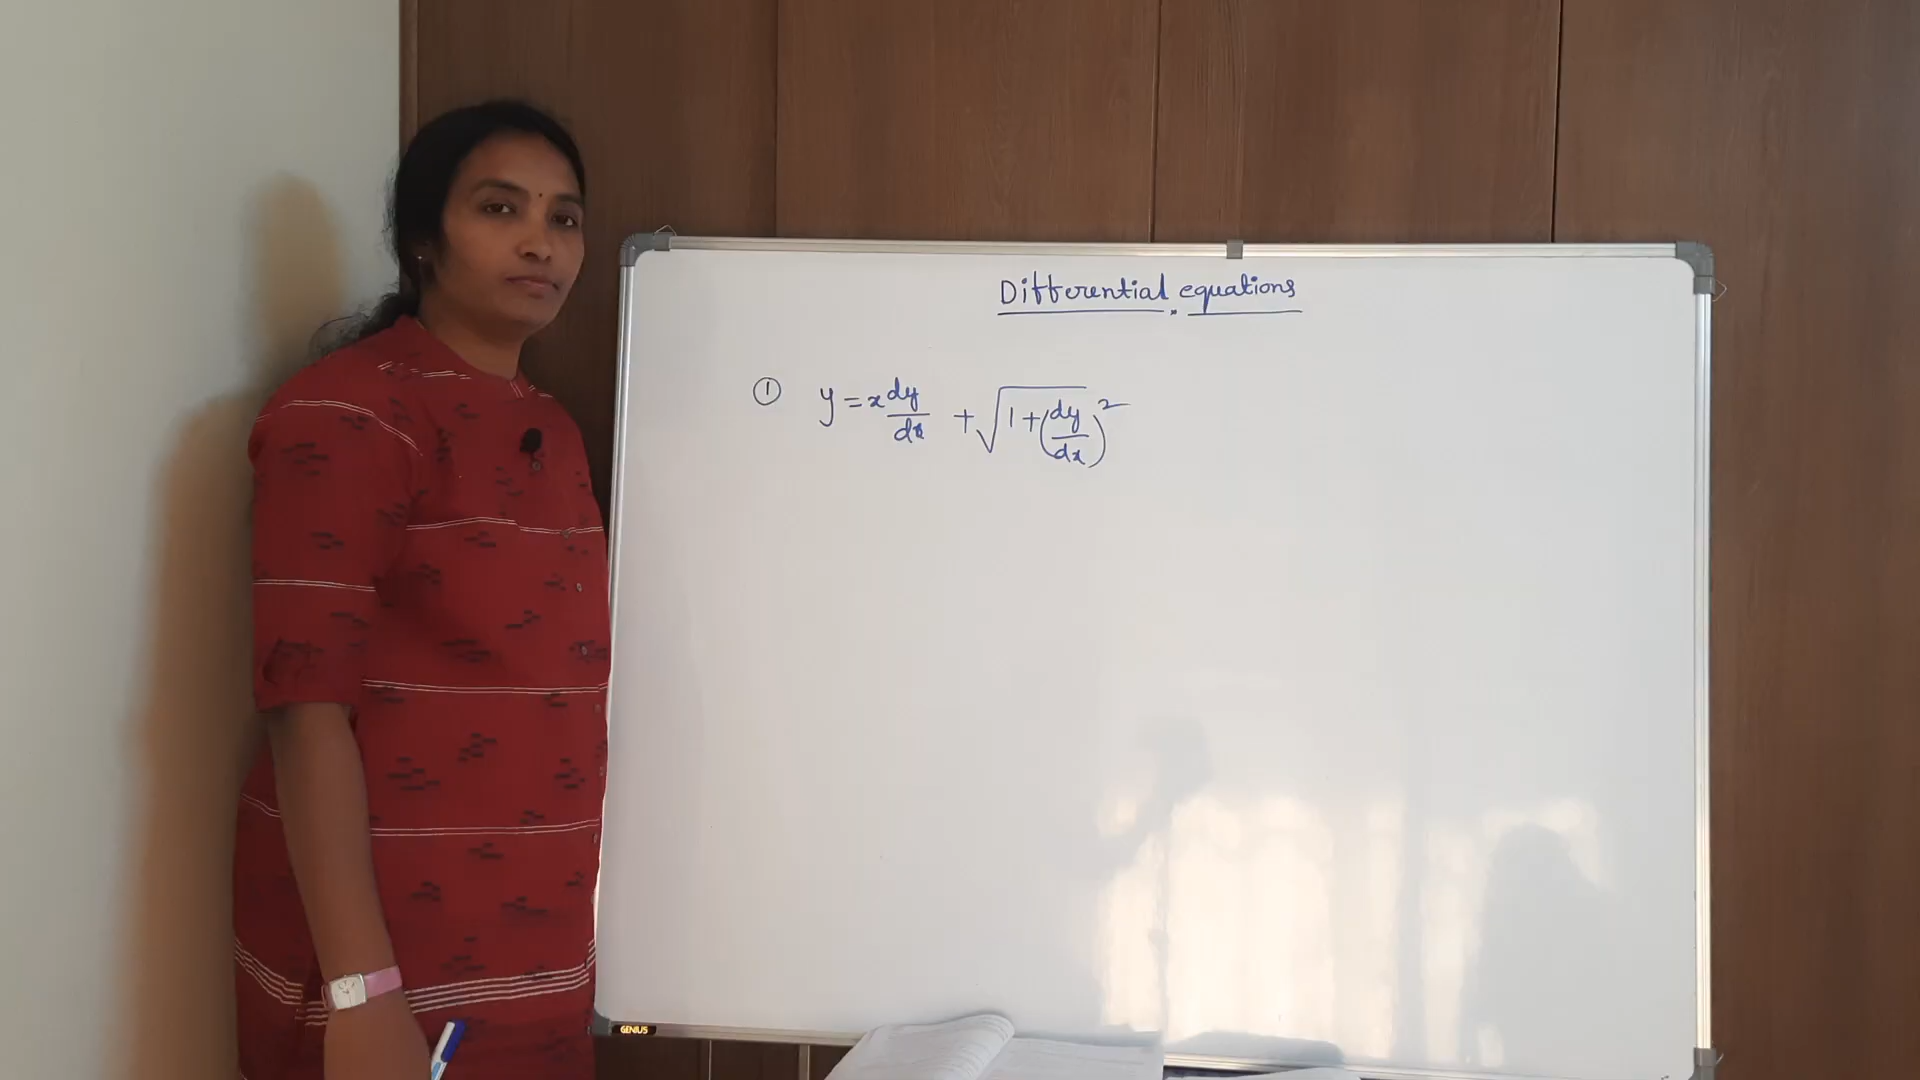 Differential equations
① y = x dy/dx + √(1 + (dy/dx)²)
GENIUS